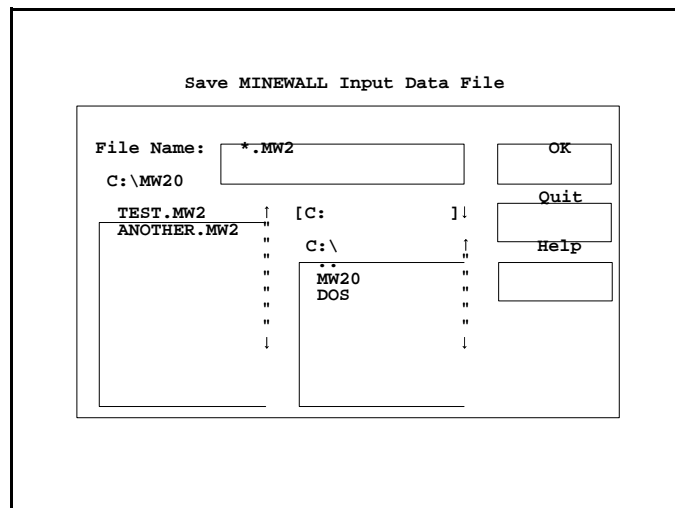 Save MINEWALL Input Data File
File Name: *.MW2 OK
C:\MW20
Quit
TEST.MW2 ↑ [C: ]↓
ANOTHER.MW2 "
" C:\ ↑ Help
" .. "
" MW20 "
" DOS "
" "
" "
↓ ↓